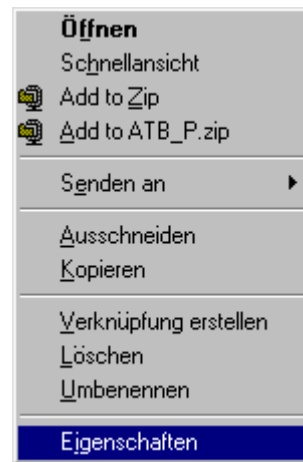 Öffnen
Schnellansicht
Add to Zip
Add to ATB_P.zip
Senden an
Ausschneiden
Kopieren
Verknüpfung erstellen
Löschen
Umbenennen
Eigenschaften